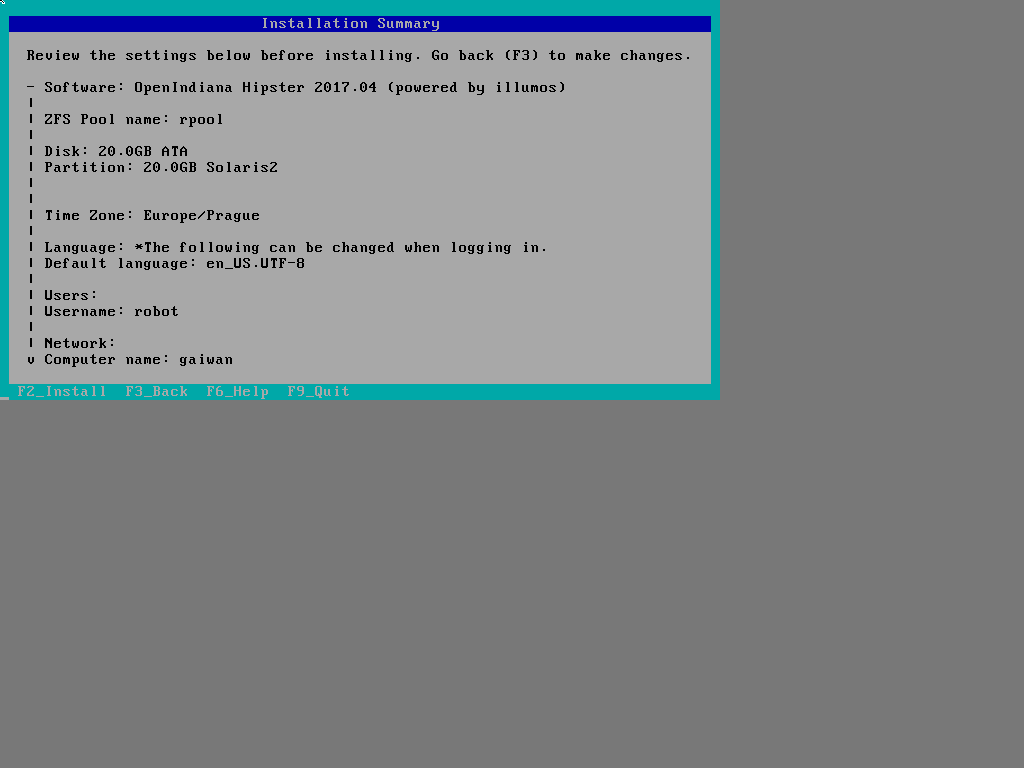 Installation Summary
Review the settings below before installing. Go back (F3) to make changes.
- Software: OpenIndiana Hipster 2017.04 (powered by illumos)
|
| ZFS Pool name: rpool
|
| Disk: 20.0GB ATA
| Partition: 20.0GB Solaris2
|
|
| Time Zone: Europe/Prague
|
| Language: *The following can be changed when logging in.
| Default language: en_US.UTF-8
|
| Users:
| Username: robot
|
| Network:
v Computer name: gaiwan
F2_Install  F3_Back  F6_Help  F9_Quit